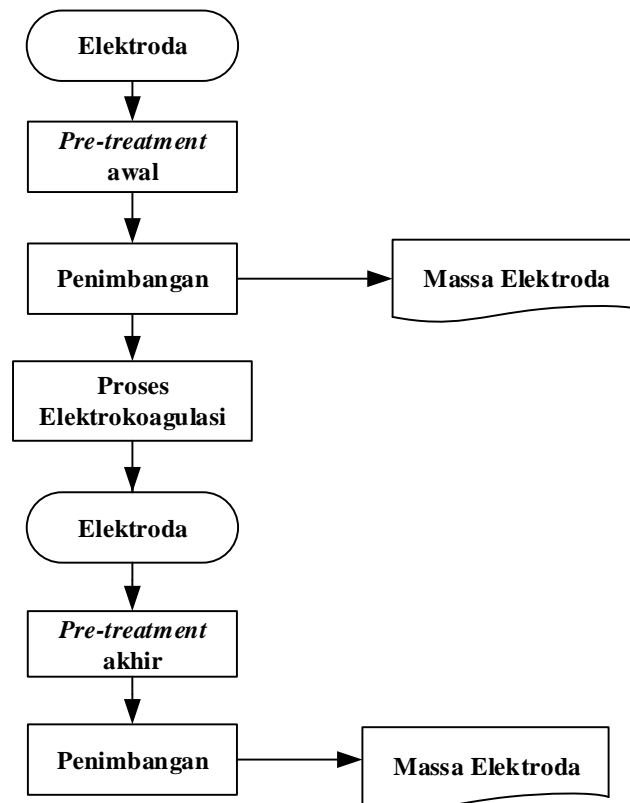 Elektroda
Pre-treatment
awal
Penimbangan
Massa Elektroda
Proses
Elektrokoagulasi
Elektroda
Pre-treatment
akhir
Penimbangan
Massa Elektroda